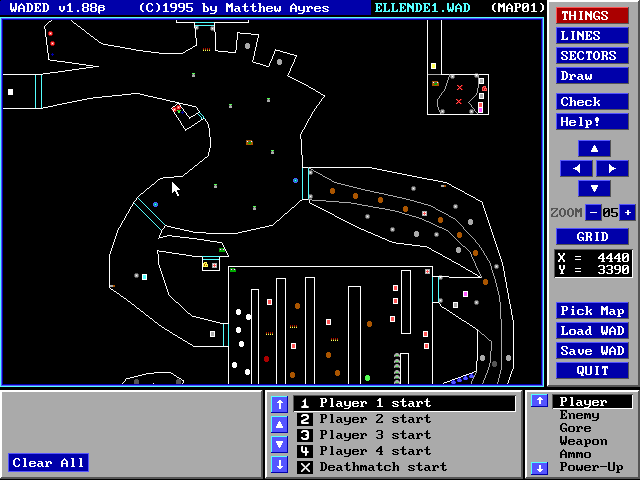 WADED v1.88β (C)1995 by Matthew Ayres ELLENDE1.WAD (MAP01)
THINGS
LINES
SECTORS
Draw
Check
Help!
ZOOM - 05 +
GRID
X = 4440
Y = 3390
Pick Map
Load WAD
Save WAD
QUIT
1 Player 1 start
2 Player 2 start
3 Player 3 start
4 Player 4 start
X Deathmatch start
Player
Enemy
Gore
Weapon
Ammo
Power-Up
Clear All